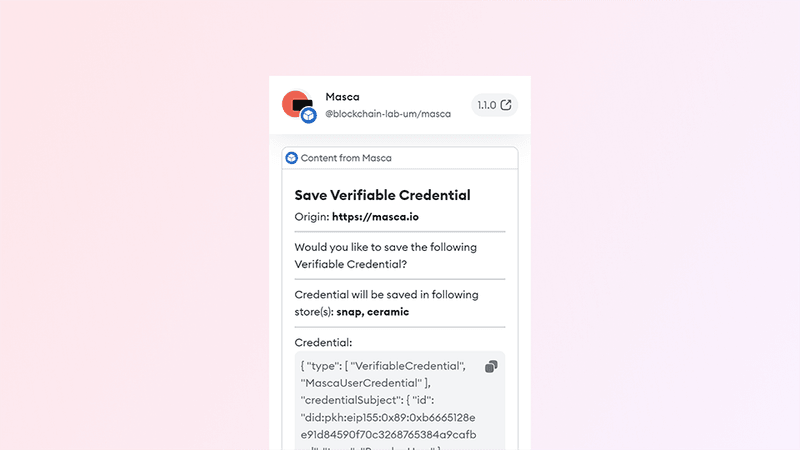 Masca
@blockchain-lab-um/masca
1.1.0
Content from Masca
Save Verifiable Credential
Origin: https://masca.io
Would you like to save the following
Verifiable Credential?
Credential will be saved in following
store(s): snap, ceramic
Credential:
{ "type": [ "VerifiableCredential",
"MascaUserCredential" ],
"credentialSubject": { "id":
"did:pkh:eip155:0x89:0xb6665128e
e91d84590f70c3268765384a9cafb